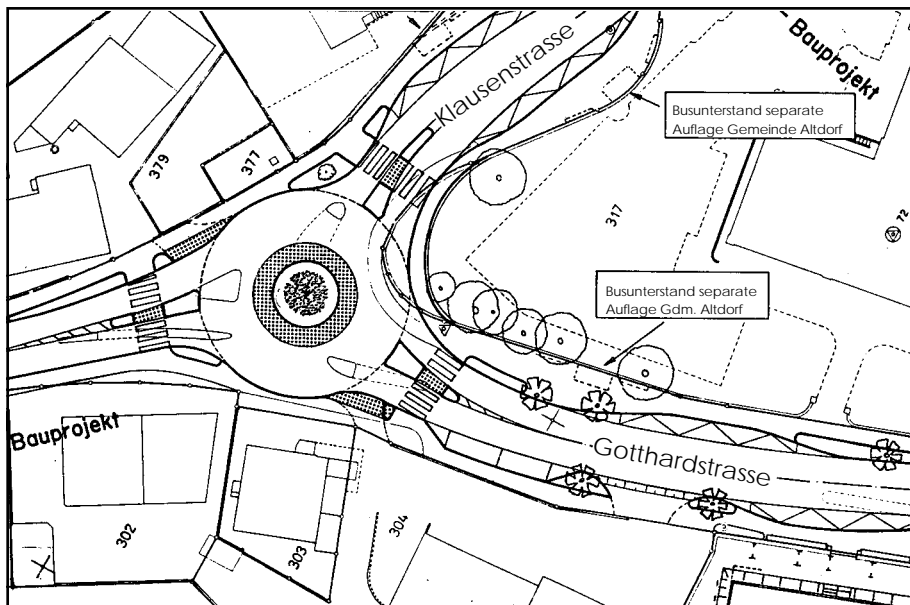 Klausenstrasse
Bauprojekt
Busunterstand separate
Auflage Gemeinde Altdorf
379
377
317
72
Busunterstand separate
Auflage Gdm. Altdorf
Bauprojekt
Gotthardstrasse
302
303
304